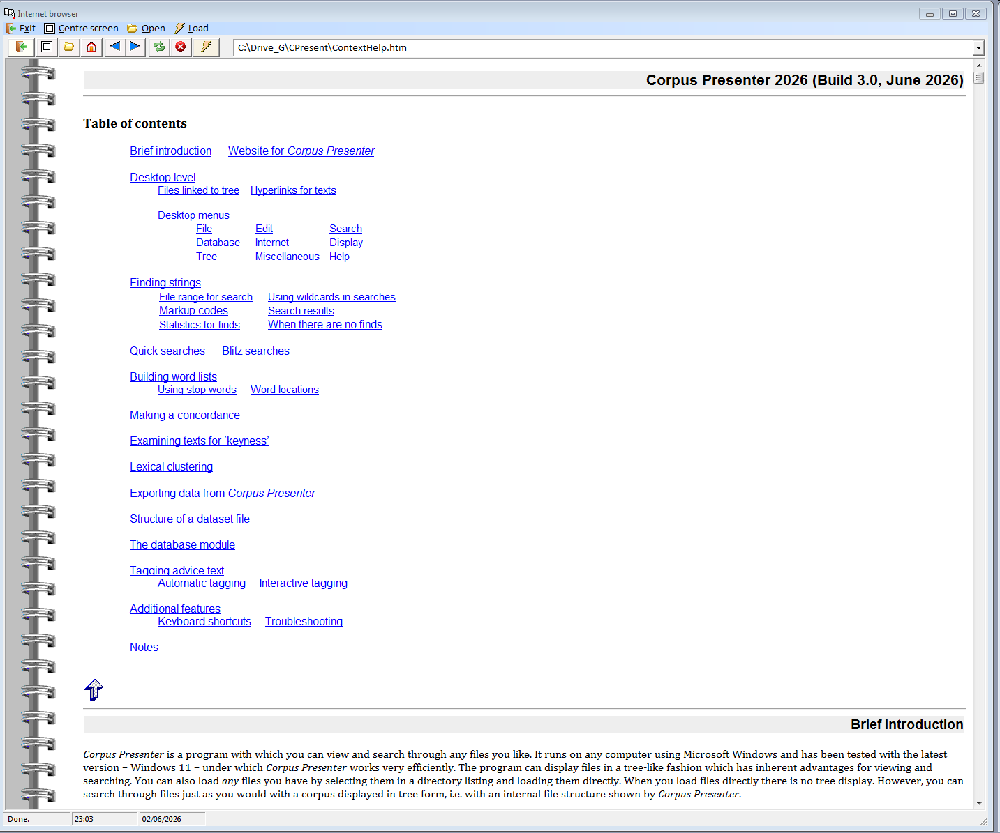 Internet browser
Exit Centre screen Open Load
C:\Drive_G\CPresent\ContextHelp.htm
Corpus Presenter 2026 (Build 3.0, June 2026)
Table of contents
Brief introduction Website for Corpus Presenter
Desktop level
Files linked to tree Hyperlinks for texts
Desktop menus
File Edit Search
Database Internet Display
Tree Miscellaneous Help
Finding strings
File range for search Using wildcards in searches
Markup codes Search results
Statistics for finds When there are no finds
Quick searches Blitz searches
Building word lists
Using stop words Word locations
Making a concordance
Examining texts for ‘keyness’
Lexical clustering
Exporting data from Corpus Presenter
Structure of a dataset file
The database module
Tagging advice text
Automatic tagging Interactive tagging
Additional features
Keyboard shortcuts Troubleshooting
Notes
Brief introduction
Corpus Presenter is a program with which you can view and search through any files you like. It runs on any computer using Microsoft Windows and has been tested with the latest
version – Windows 11 – under which Corpus Presenter works very efficiently. The program can display files in a tree-like fashion which has inherent advantages for viewing and
searching. You can also load any files you have by selecting them in a directory listing and loading them directly. When you load files directly there is no tree display. However, you can
search through files just as you would with a corpus displayed in tree form, i.e. with an internal file structure shown by Corpus Presenter.
Done. 23:03 02/06/2026